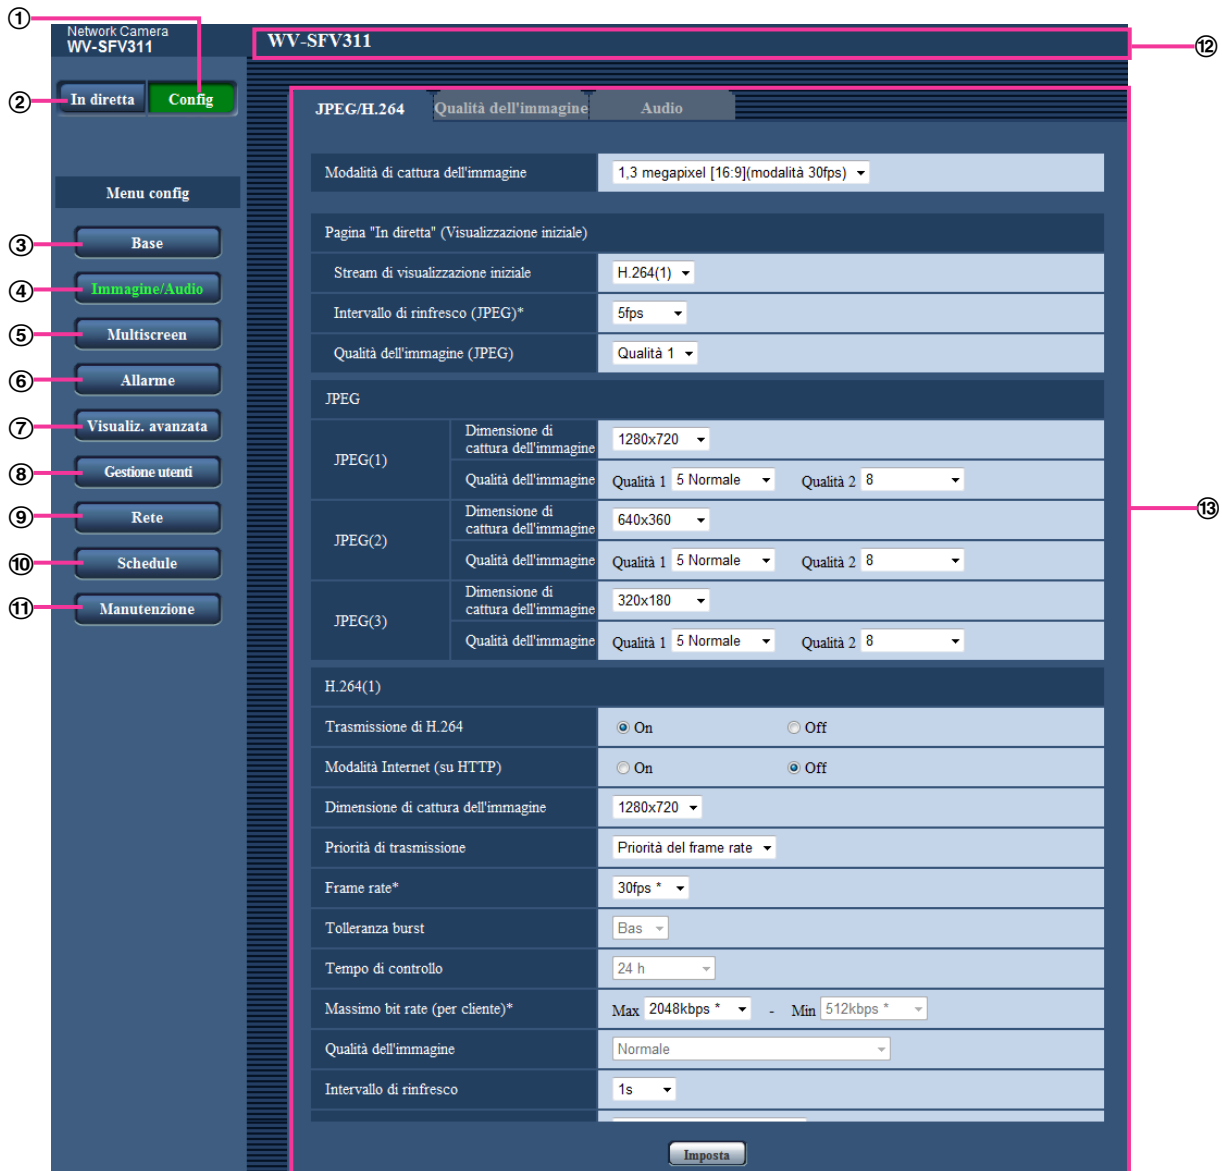 ①
Network Camera
WV-SFV311
WV-SFV311
⑫
② In diretta Config
JPEG/H.264 Qualità dell'immagine Audio
Modalità di cattura dell'immagine 1,3 megapixel [16:9](modalità 30fps)
Menu config
Pagina "In diretta" (Visualizzazione iniziale)
③ Base
Stream di visualizzazione iniziale H.264(1)
④ Immagine/Audio
Intervallo di rinfresco (JPEG)* 5fps
⑤ Multiscreen
Qualità dell'immagine (JPEG) Qualità 1
⑥ Allarme
JPEG
⑦ Visualiz. avanzata
JPEG(1)
Dimensione di
cattura dell'immagine 1280x720
⑧ Gestione utenti
Qualità dell'immagine Qualità 1 5 Normale Qualità 2 8
⑨ Rete
⑬
JPEG(2)
Dimensione di
cattura dell'immagine 640x360
Qualità dell'immagine Qualità 1 5 Normale Qualità 2 8
⑩ Schedule
⑪ Manutenzione
JPEG(3)
Dimensione di
cattura dell'immagine 320x180
Qualità dell'immagine Qualità 1 5 Normale Qualità 2 8
H.264(1)
Trasmissione di H.264 On Off
Modalità Internet (su HTTP) On Off
Dimensione di cattura dell'immagine 1280x720
Priorità di trasmissione Priorità del frame rate
Frame rate* 30fps *
Tolleranza burst Bas
Tempo di controllo 24 h
Massimo bit rate (per cliente)* Max 2048kbps * - Min 512kbps *
Qualità dell'immagine Normale
Intervallo di rinfresco 1s
Imposta